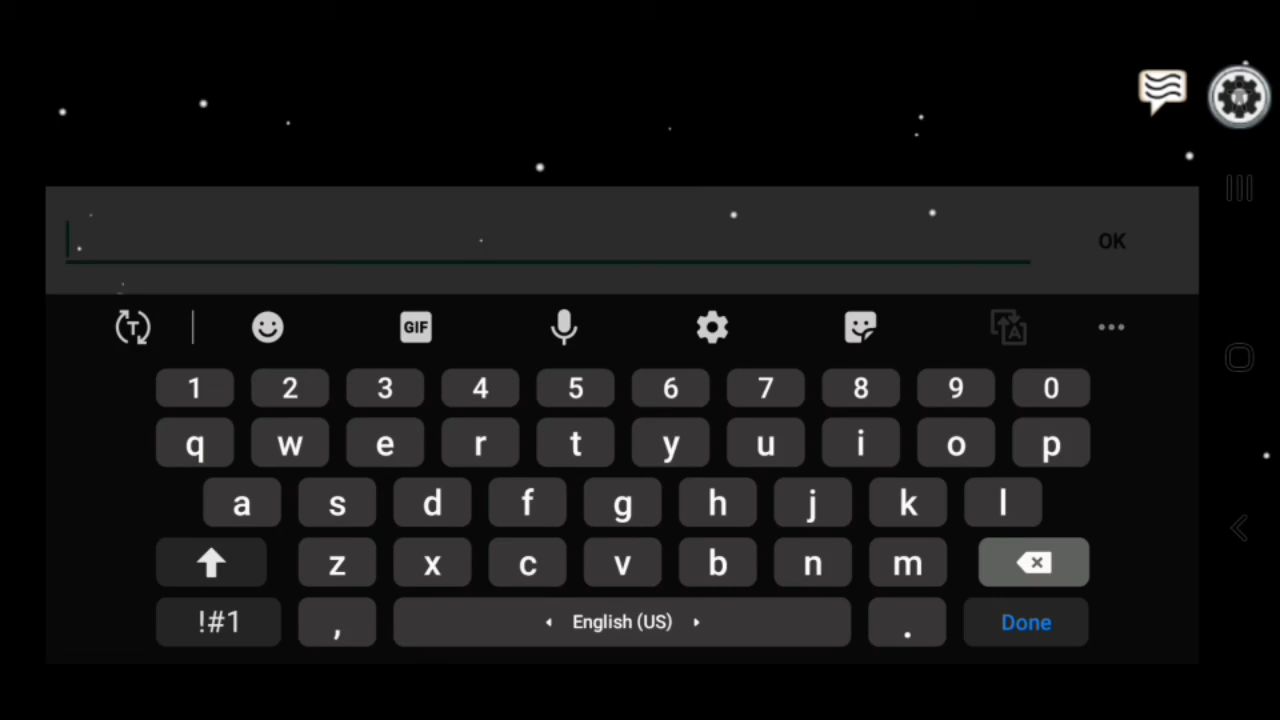 OK
T GIF A
1 2 3 4 5 6 7 8 9 0
q w e r t y u i o p
a s d f g h j k l
z x c v b n m
!#1 , English (US) . Done